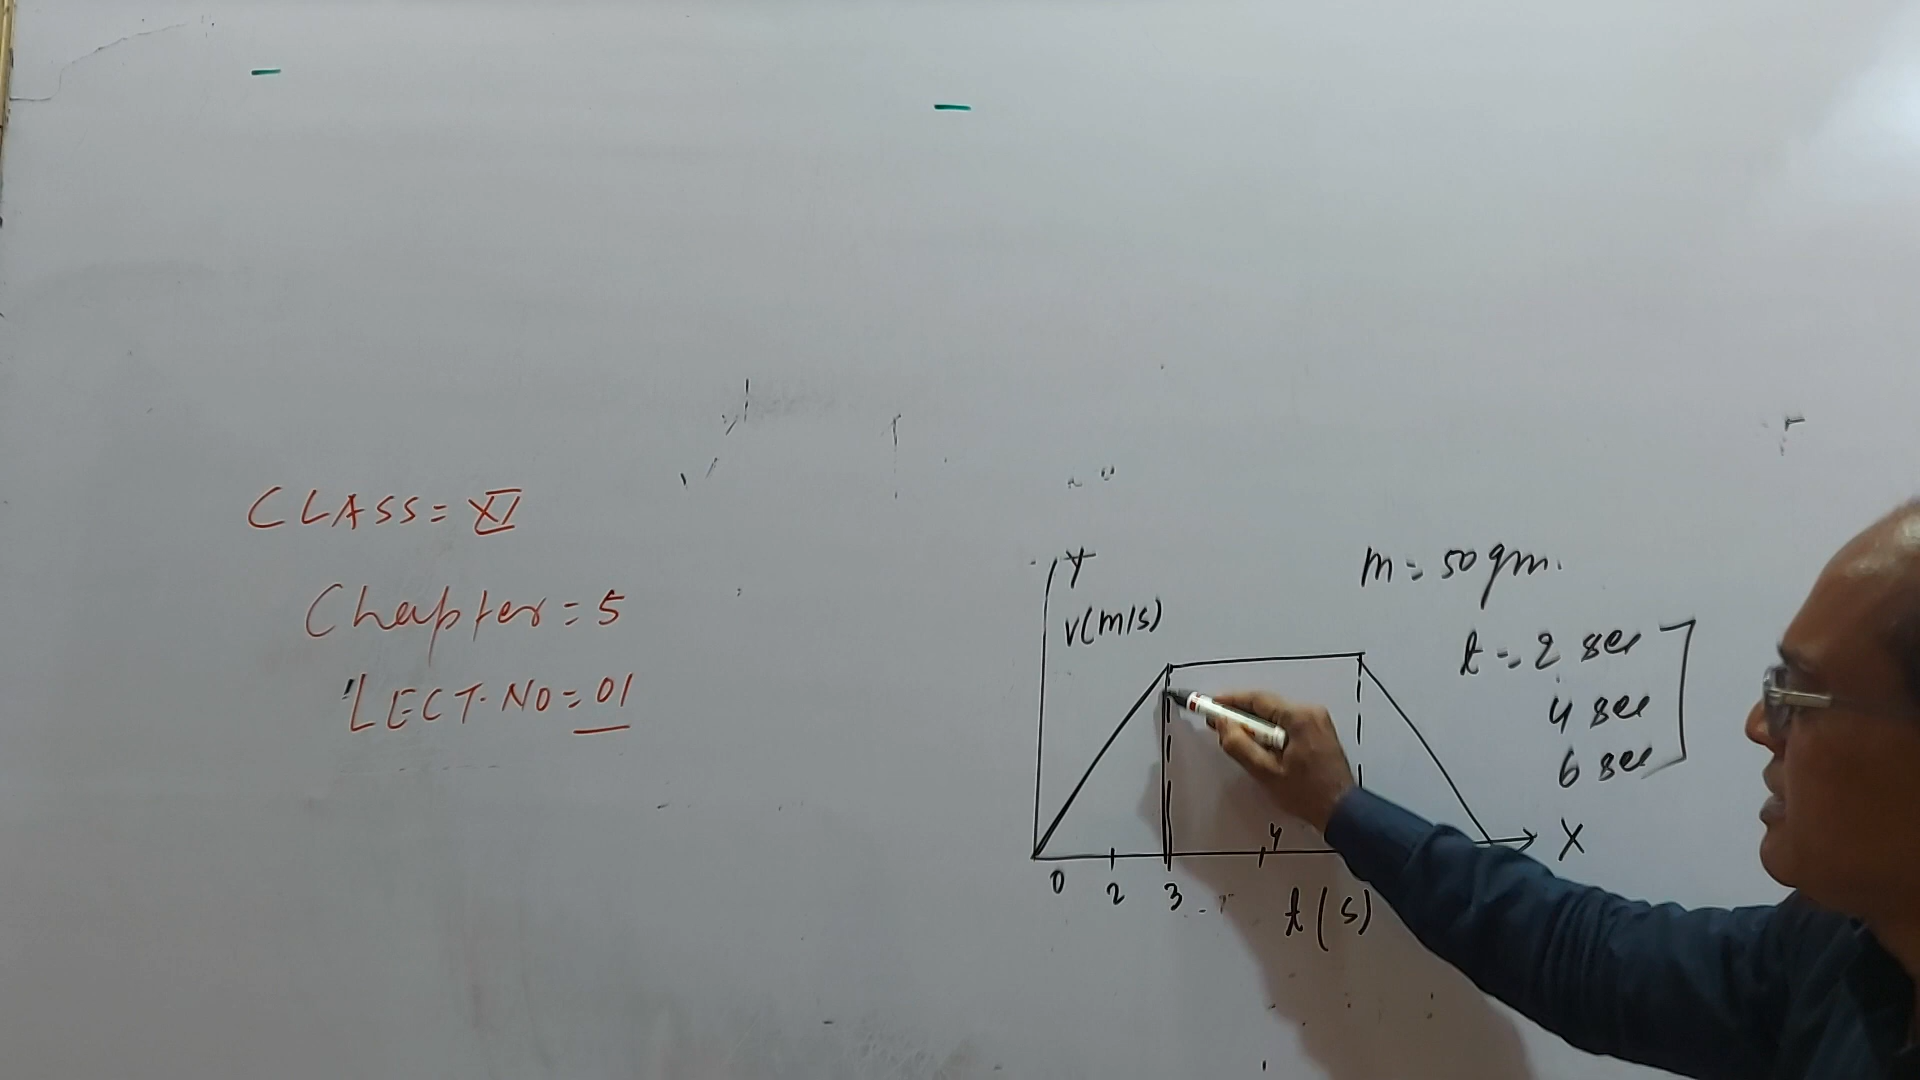 CLASS = XI
Chapter = 5
LECT. NO = 01
Y
V(m/s)
m = 50 gm.
t = 2 sec
4 sec
6 sec
4
X
0 2 3
t (s)